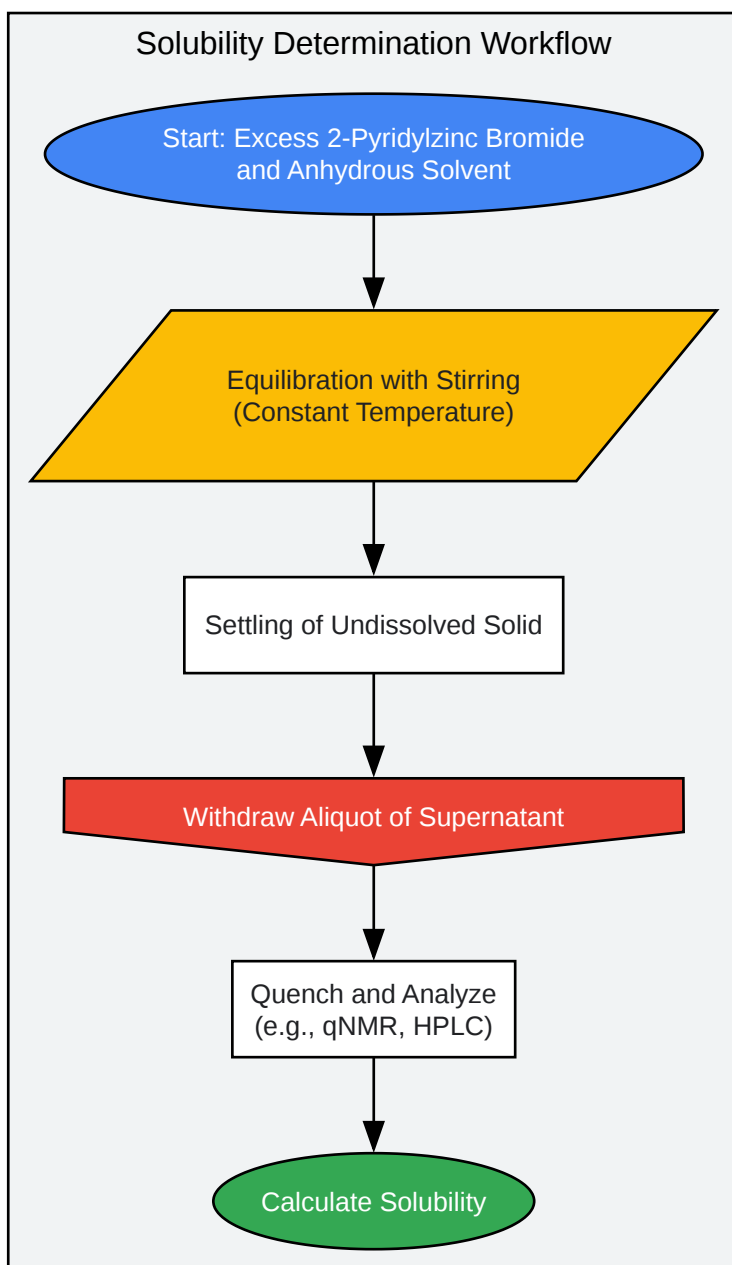 Solubility Determination Workflow
Start: Excess 2-Pyridylzinc Bromide
and Anhydrous Solvent
Equilibration with Stirring
(Constant Temperature)
Settling of Undissolved Solid
Withdraw Aliquot of Supernatant
Quench and Analyze
(e.g., qNMR, HPLC)
Calculate Solubility